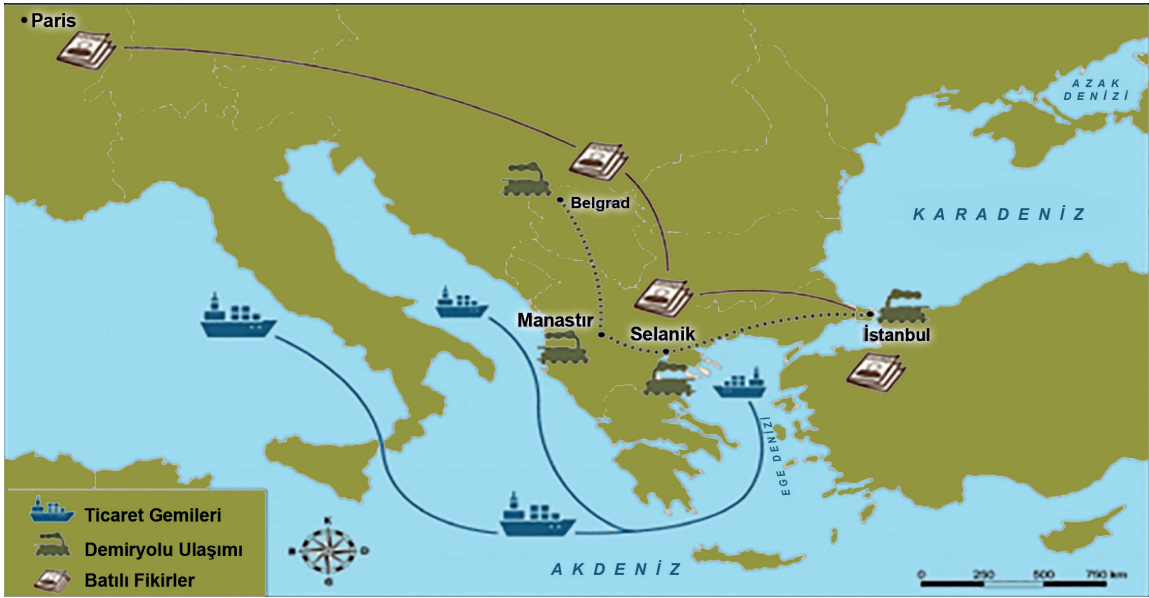 Paris
AZAK
DENİZİ
KARADENİZ
Belgrad
Manastır
Selanik
İstanbul
EGE DENİZİ
AKDENİZ
Ticaret Gemileri
Demiryolu Ulaşımı
Batılı Fikirler
K
B
D
G
0 250 500 750 km